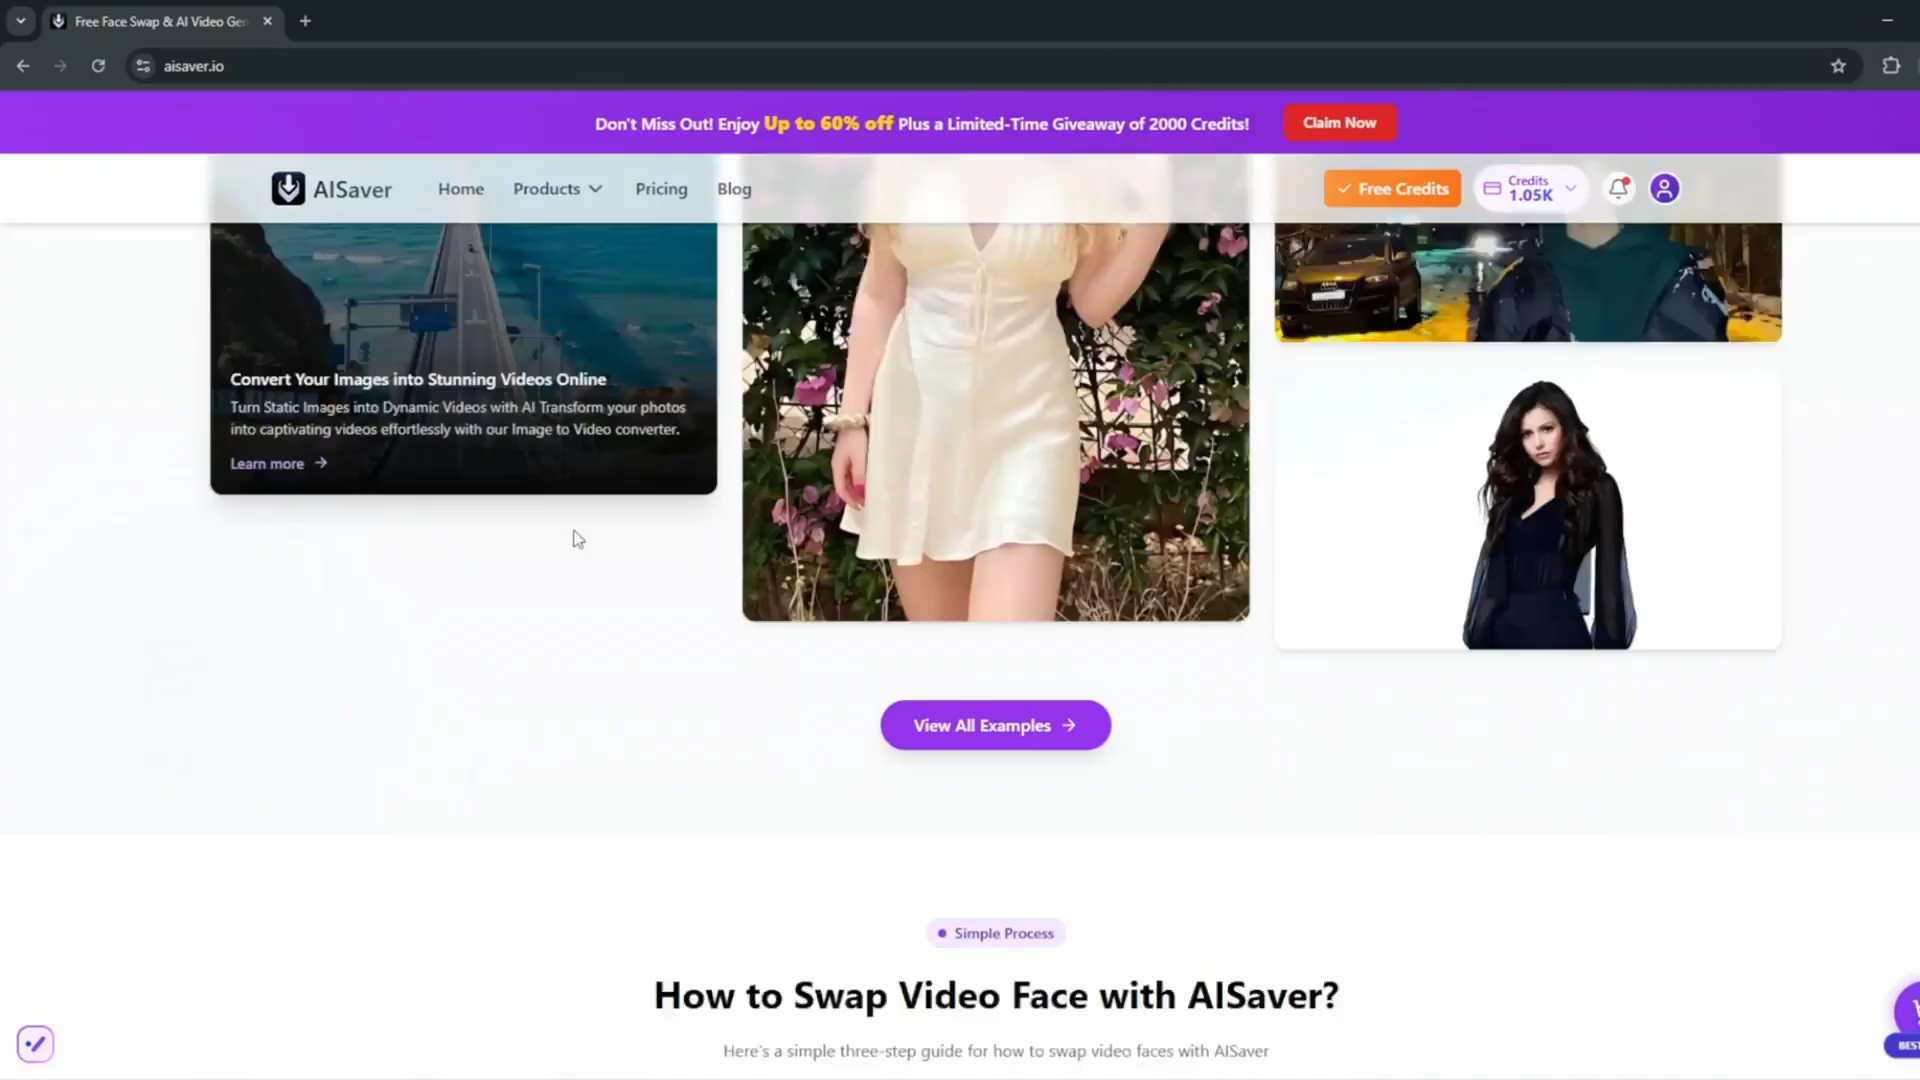 Free Face Swap & AI Video Gen
aisaver.io
Don't Miss Out! Enjoy Up to 60% off Plus a Limited-Time Giveaway of 2000 Credits!
Claim Now
AISaver
Home
Products
Pricing
Blog
Free Credits
Credits
1.05K
Convert Your Images into Stunning Videos Online
Turn Static Images into Dynamic Videos with AI Transform your photos
into captivating videos effortlessly with our Image to Video converter.
Learn more
View All Examples
Simple Process
How to Swap Video Face with AISaver?
Here's a simple three-step guide for how to swap video faces with AISaver
BEST